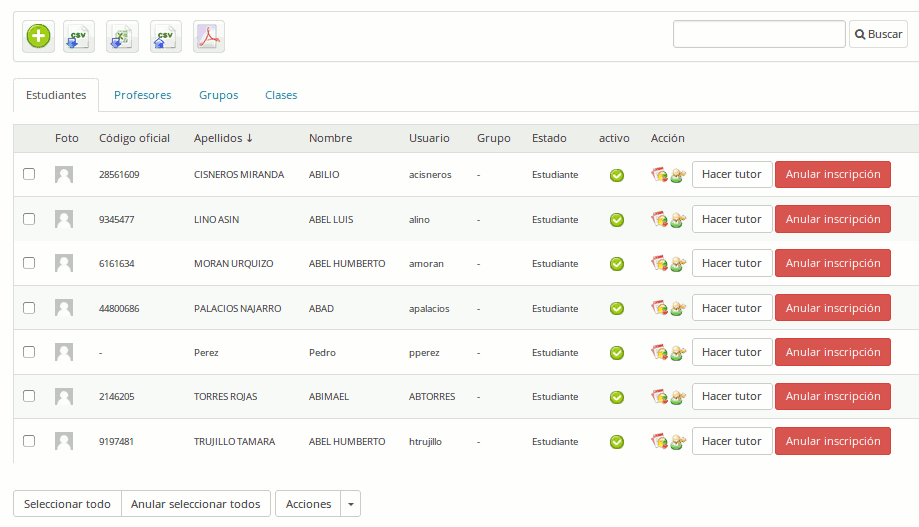 CSV CSV Buscar
Estudiantes Profesores Grupos Clases
Foto Código oficial Apellidos ↓ Nombre Usuario Grupo Estado activo Acción
28561609 CISNEROS MIRANDA ABILIO acisneros - Estudiante Hacer tutor Anular inscripción
9345477 LINO ASIN ABEL LUIS alino - Estudiante Hacer tutor Anular inscripción
6161634 MORAN URQUIZO ABEL HUMBERTO amoran - Estudiante Hacer tutor Anular inscripción
44800686 PALACIOS NAJARRO ABAD apalacios - Estudiante Hacer tutor Anular inscripción
- Perez Pedro pperez - Estudiante Hacer tutor Anular inscripción
2146205 TORRES ROJAS ABIMAEL ABTORRES - Estudiante Hacer tutor Anular inscripción
9197481 TRUJILLO TAMARA ABEL HUMBERTO htrujillo - Estudiante Hacer tutor Anular inscripción
Seleccionar todo Anular seleccionar todos Acciones